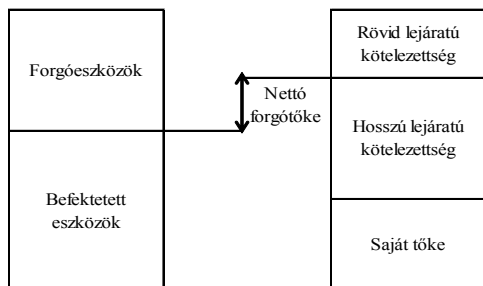 Forgóeszközök
Befektetett
eszközök
Nettó
forgótőke
Rövid lejáratú
kötelezettség
Hosszú lejáratú
kötelezettség
Saját tőke